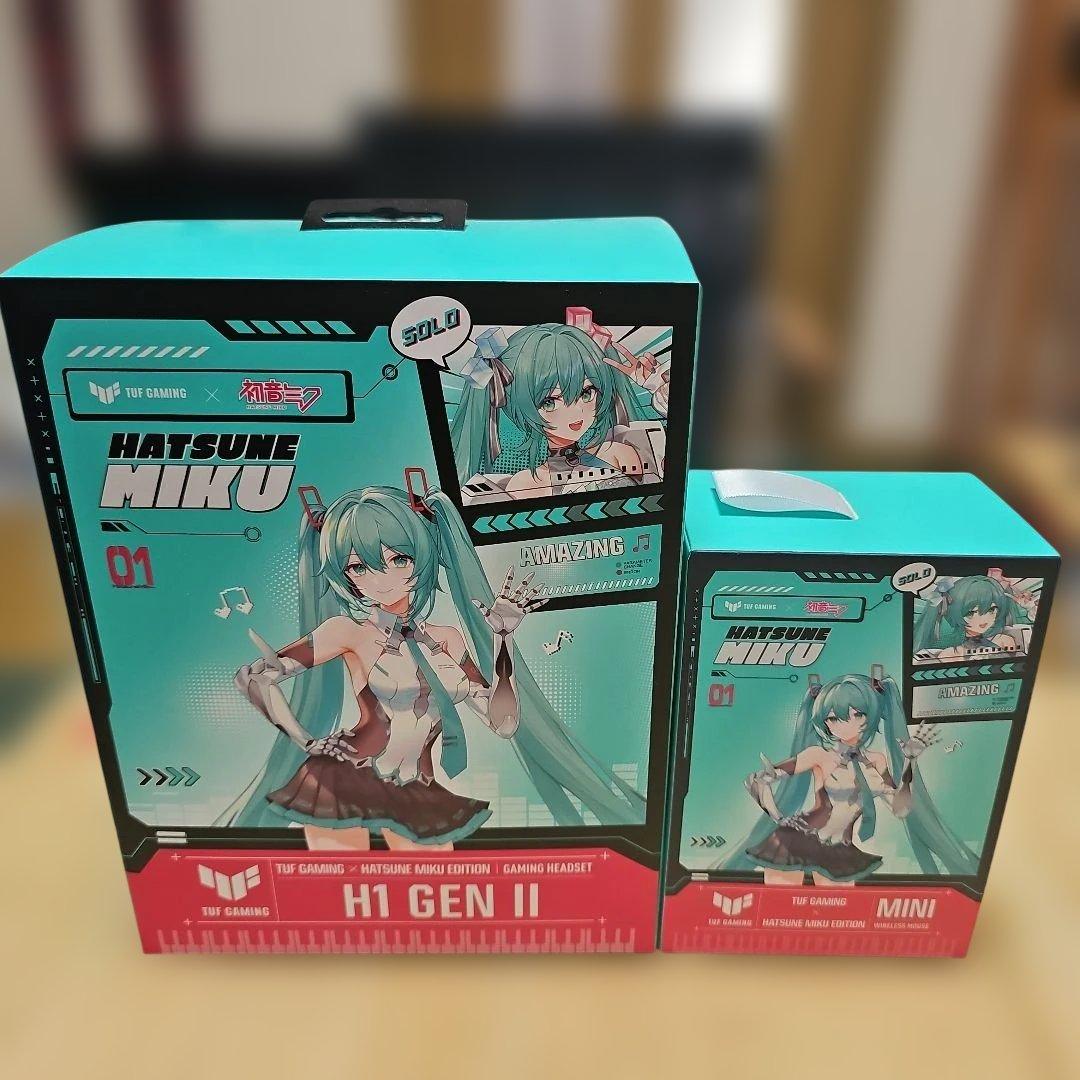 SOLO
TUF GAMING × 初音ミク
HATSUNE MIKU
HATSUNE
MIKU
01
AMAZING
TUF GAMING × HATSUNE MIKU EDITION | GAMING HEADSET
H1 GEN II
TUF GAMING
SOLO
TUF GAMING × 初音ミク
HATSUNE
MIKU
01
AMAZING
TUF GAMING
×
HATSUNE MIKU EDITION
MINI
WIRELESS MOUSE
TUF GAMING